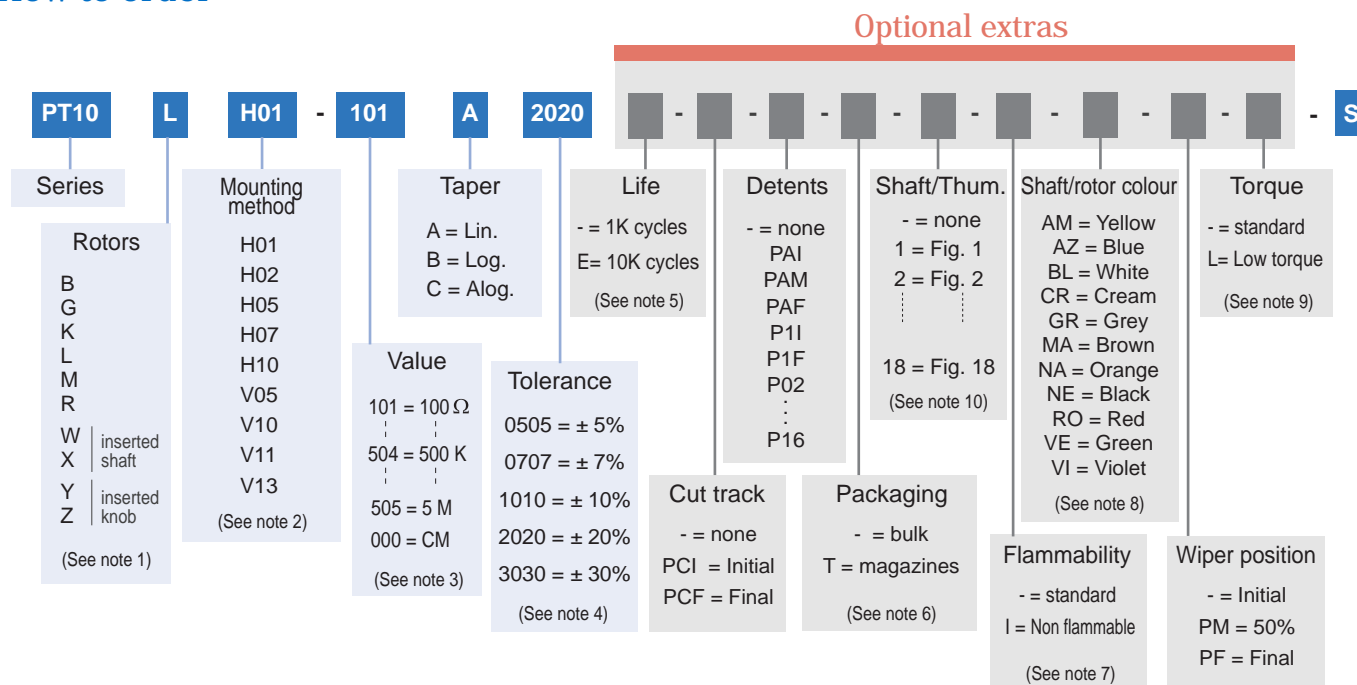 How to order
Optional extras
PT10 L H01 - 101 A 2020 - - - - - - - - - S
Series
Rotors
B
G
K
L
M
R
W
X
inserted
shaft
Y
Z
inserted
knob
(See note 1)
Mounting
method
H01
H02
H05
H07
H10
V05
V10
V11
V13
(See note 2)
Value
101 = 100 Ω
504 = 500 K
505 = 5 M
000 = CM
(See note 3)
Taper
A = Lin.
B = Log.
C = Alog.
Tolerance
0505 = ± 5%
0707 = ± 7%
1010 = ± 10%
2020 = ± 20%
3030 = ± 30%
(See note 4)
Life
- = 1K cycles
E= 10K cycles
(See note 5)
Cut track
- = none
PCI = Initial
PCF = Final
Detents
- = none
PAI
PAM
PAF
P1I
P1F
P02
:
P16
Packaging
- = bulk
T = magazines
(See note 6)
Shaft/Thum.
- = none
1 = Fig. 1
2 = Fig. 2
18 = Fig. 18
(See note 10)
Flammability
- = standard
I = Non flammable
(See note 7)
Shaft/rotor colour
AM = Yellow
AZ = Blue
BL = White
CR = Cream
GR = Grey
MA = Brown
NA = Orange
NE = Black
RO = Red
VE = Green
VI = Violet
(See note 8)
Wiper position
- = Initial
PM = 50%
PF = Final
Torque
- = standard
L= Low torque
(See note 9)